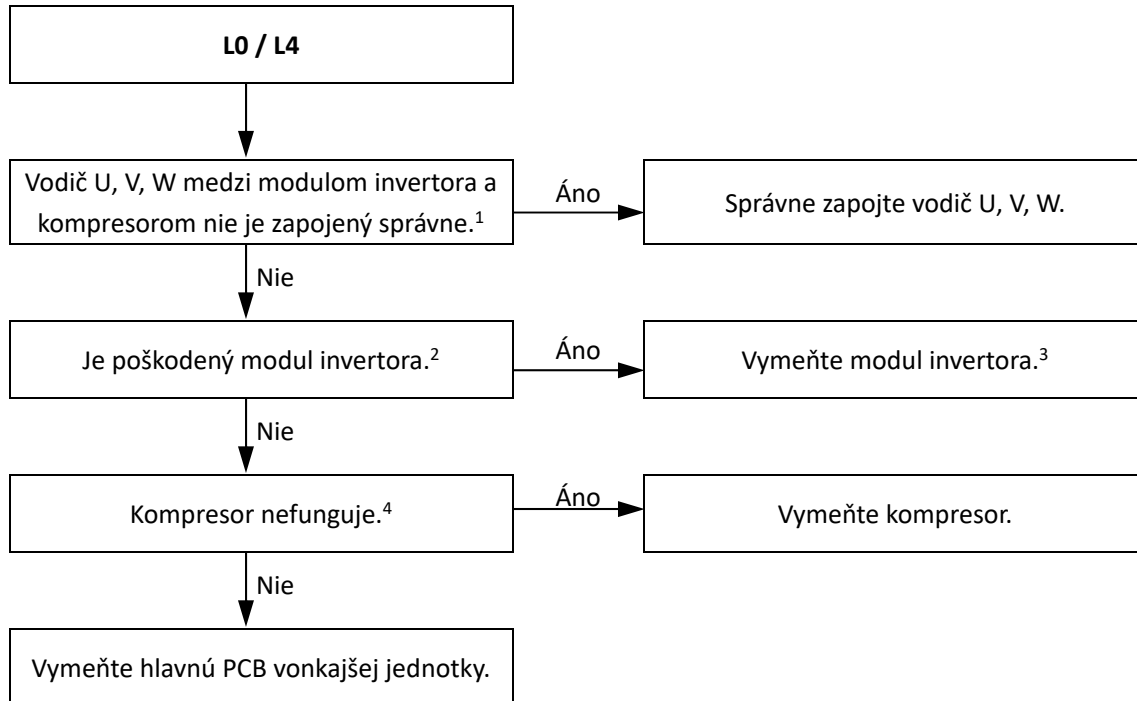 L0 / L4
Vodič U, V, W medzi modulom invertora a
kompresorom nie je zapojený správne.¹
Áno
Správne zapojte vodič U, V, W.
Nie
Je poškodený modul invertora.²
Áno
Vymeňte modul invertora.³
Nie
Kompresor nefunguje.⁴
Áno
Vymeňte kompresor.
Nie
Vymeňte hlavnú PCB vonkajšej jednotky.